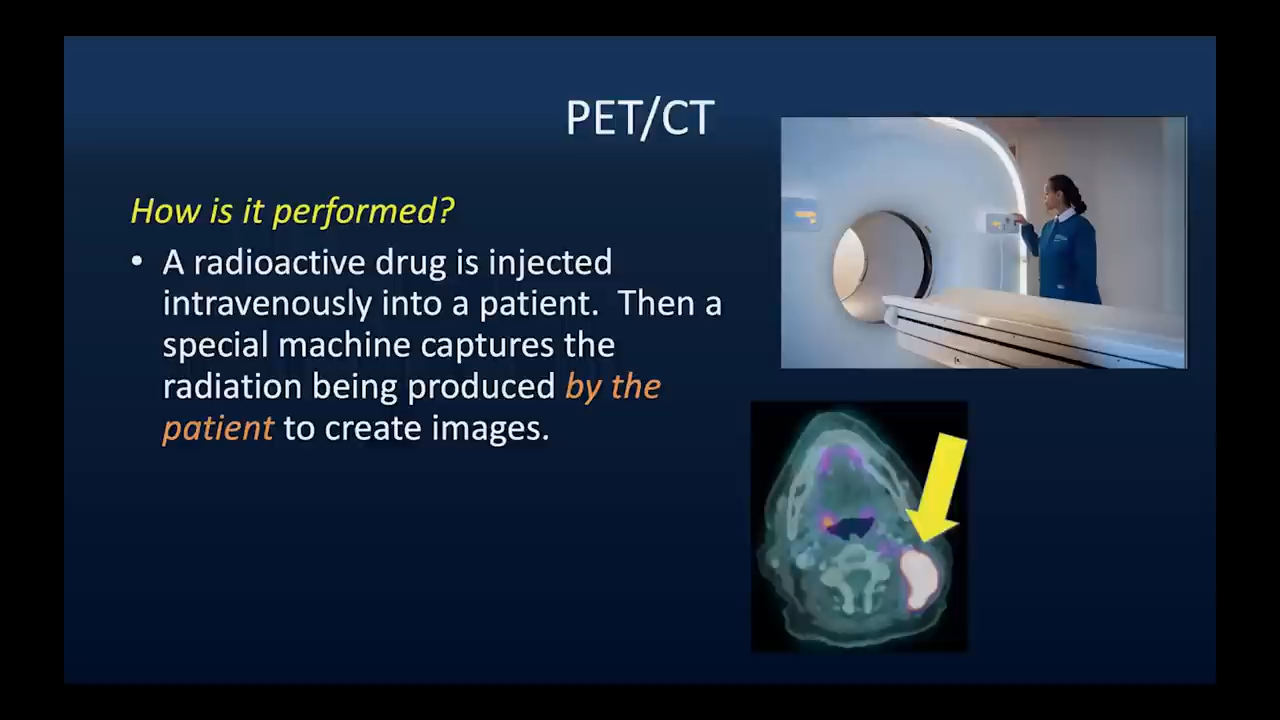 PET/CT
How is it performed?
• A radioactive drug is injected
intravenously into a patient.  Then a
special machine captures the
radiation being produced by the
patient to create images.